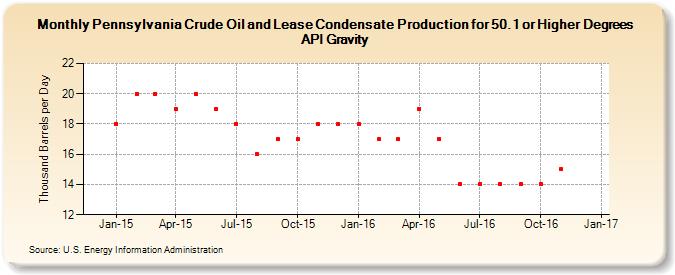 Monthly Pennsylvania Crude Oil and Lease Condensate Production for 50.1 or Higher Degrees
API Gravity
Thousand Barrels per Day
22
20
18
16
14
12
Jan-15 Apr-15 Jul-15 Oct-15 Jan-16 Apr-16 Jul-16 Oct-16 Jan-17
Source: U.S. Energy Information Administration